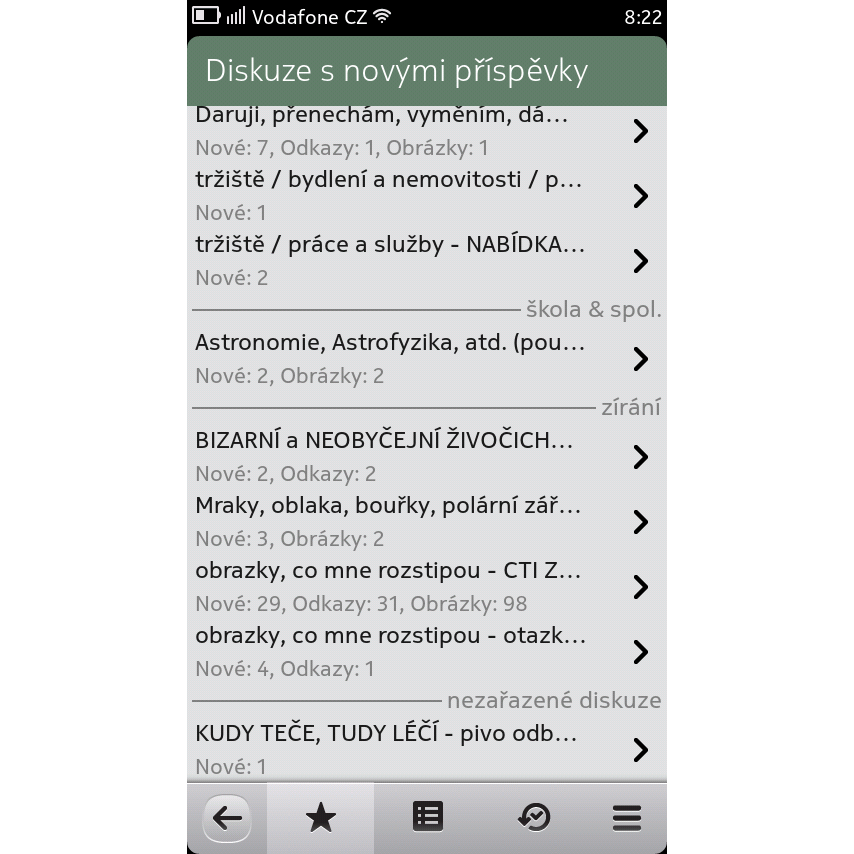 Vodafone CZ 8:22
Diskuze s novými příspěvky
Daruji, přenechám, vyměním, dá...
Nové: 7, Odkazy: 1, Obrázky: 1
tržiště / bydlení a nemovitosti / p...
Nové: 1
tržiště / práce a služby - NABÍDKA...
Nové: 2
škola & spol.
Astronomie, Astrofyzika, atd. (pou...
Nové: 2, Obrázky: 2
zírání
BIZARNÍ a NEOBYČEJNÍ ŽIVOČICH...
Nové: 2, Odkazy: 2
Mraky, oblaka, bouřky, polární zář...
Nové: 3, Obrázky: 2
obrazky, co mne rozstipou - CTI Z...
Nové: 29, Odkazy: 31, Obrázky: 98
obrazky, co mne rozstipou - otazk...
Nové: 4, Odkazy: 1
nezařazené diskuze
KUDY TEČE, TUDY LÉČÍ - pivo odb...
Nové: 1